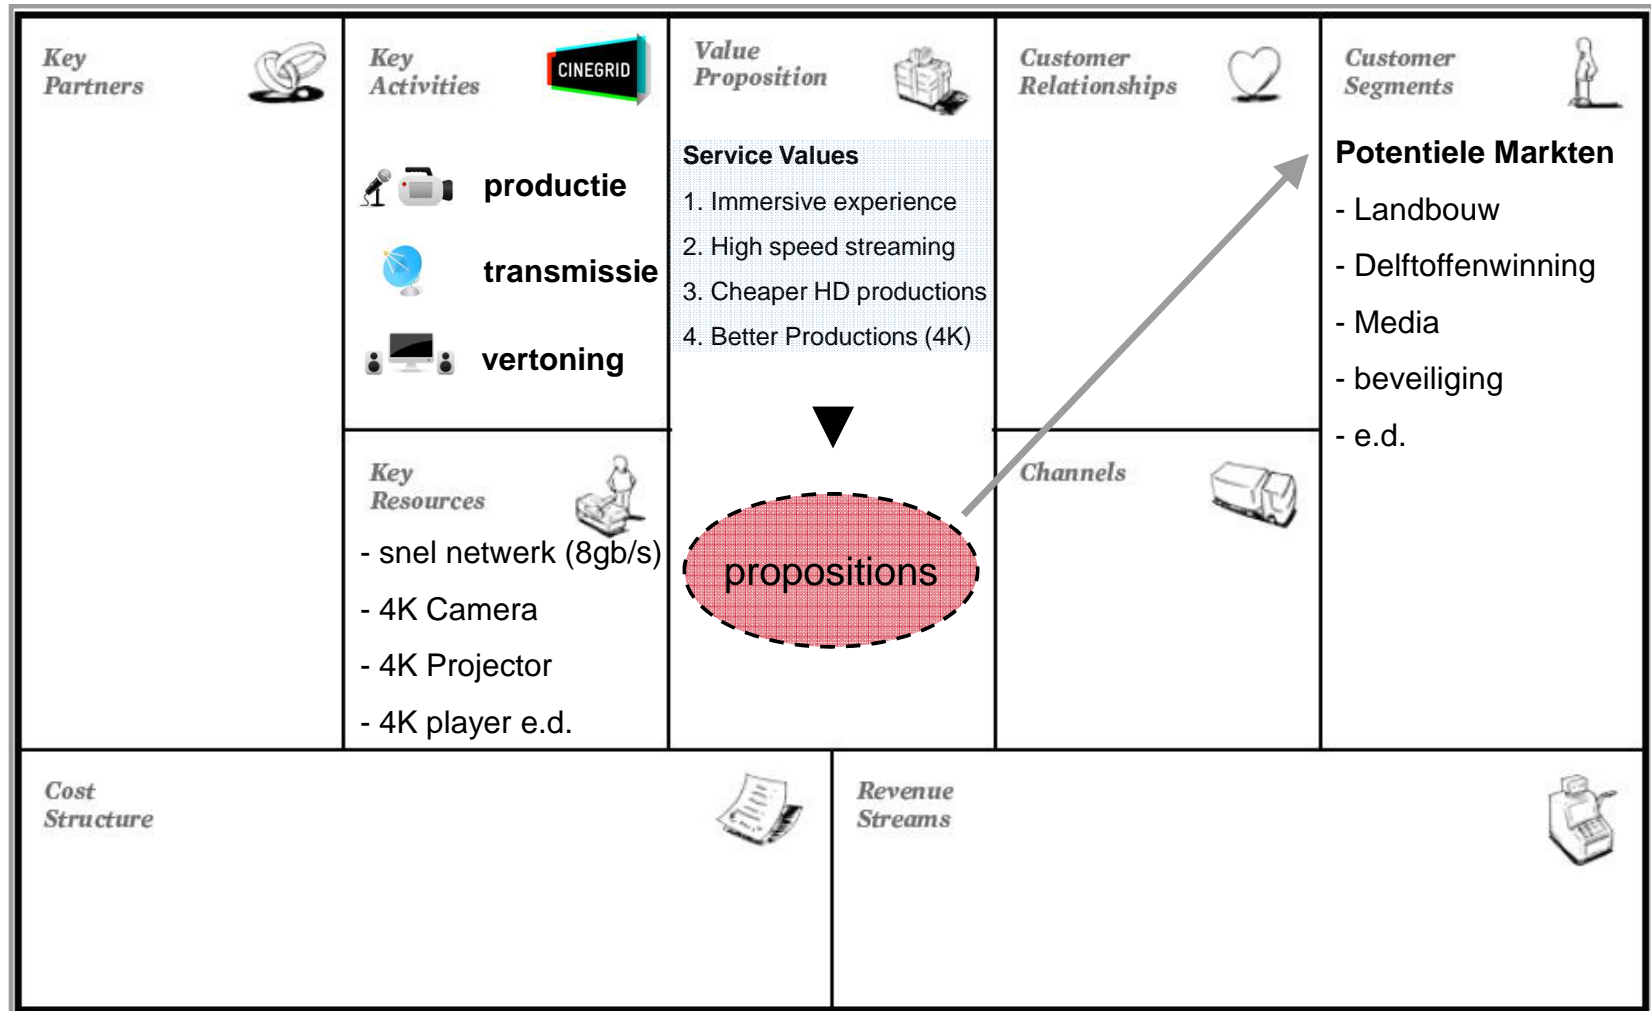 Key
Partners
Key
Activities
CINEGRID
productie
transmissie
vertoning
Key
Resources
- snel netwerk (8gb/s)
- 4K Camera
- 4K Projector
- 4K player e.d.
Value
Proposition
Service Values
1. Immersive experience
2. High speed streaming
3. Cheaper HD productions
4. Better Productions (4K)
propositions
Customer
Relationships
Channels
Customer
Segments
Potentiele Markten
- Landbouw
- Delftoffenwinning
- Media
- beveiliging
- e.d.
Cost
Structure
Revenue
Streams